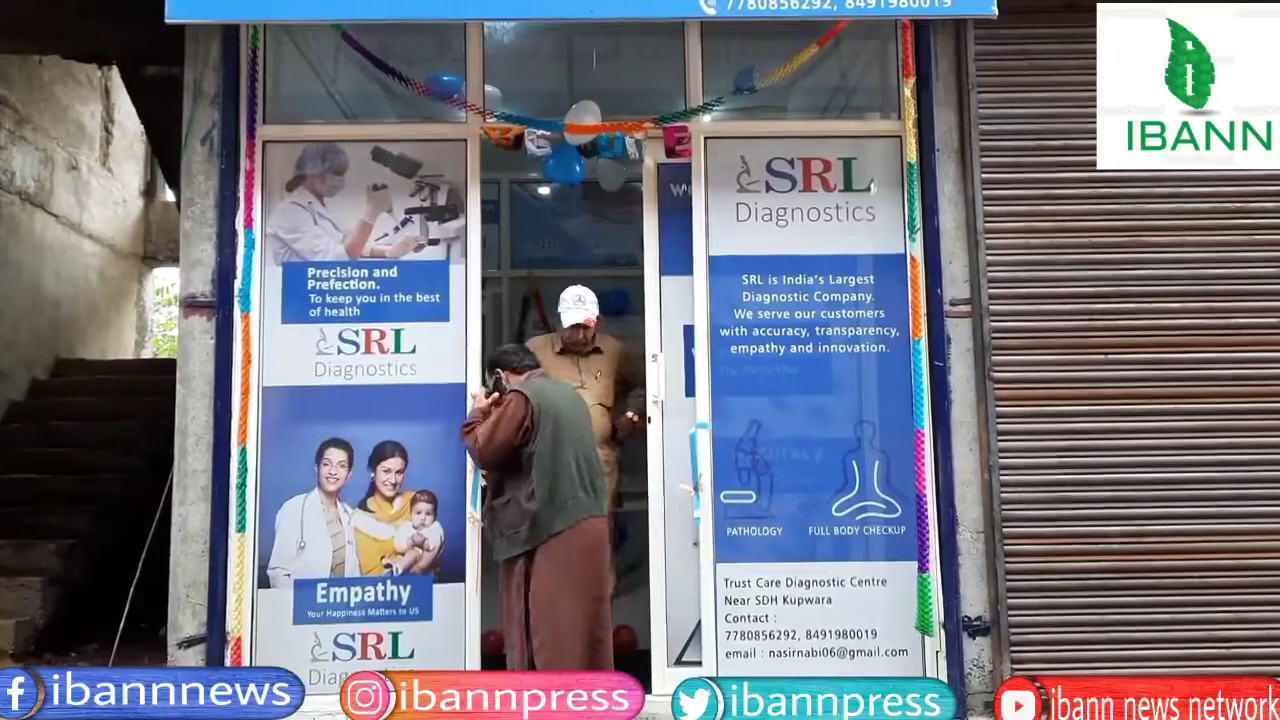 7780856292, 8491980019
IBANN
Precision and
Prefection.
To keep you in the best
of health
SRL
Diagnostics
Empathy
Your Happiness Matters to US
SRL
Diagnostics
SRL
Diagnostics
SRL is India's Largest
Diagnostic Company.
We serve our customers
with accuracy, transparency,
empathy and innovation.
PATHOLOGY
FULL BODY CHECKUP
Trust Care Diagnostic Centre
Near SDH Kupwara
Contact :
7780856292, 8491980019
email : nasirnabi06@gmail.com
ibannnews
ibannpress
ibannpress
ibann news network